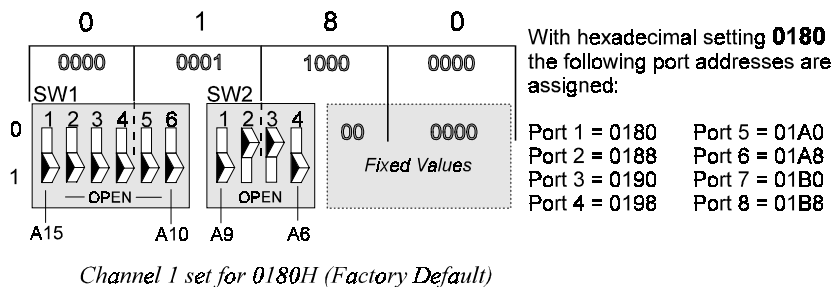 0 1 8 0
0000 0001 1000 0000
SW1 SW2
1 2 3 4 5 6 1 2 3 4
0
00 0000
Fixed Values
1
OPEN OPEN
A15 A10 A9 A6
Channel 1 set for 0180H (Factory Default)
With hexadecimal setting 0180
the following port addresses are
assigned:
Port 1 = 0180 Port 5 = 01A0
Port 2 = 0188 Port 6 = 01A8
Port 3 = 0190 Port 7 = 01B0
Port 4 = 0198 Port 8 = 01B8